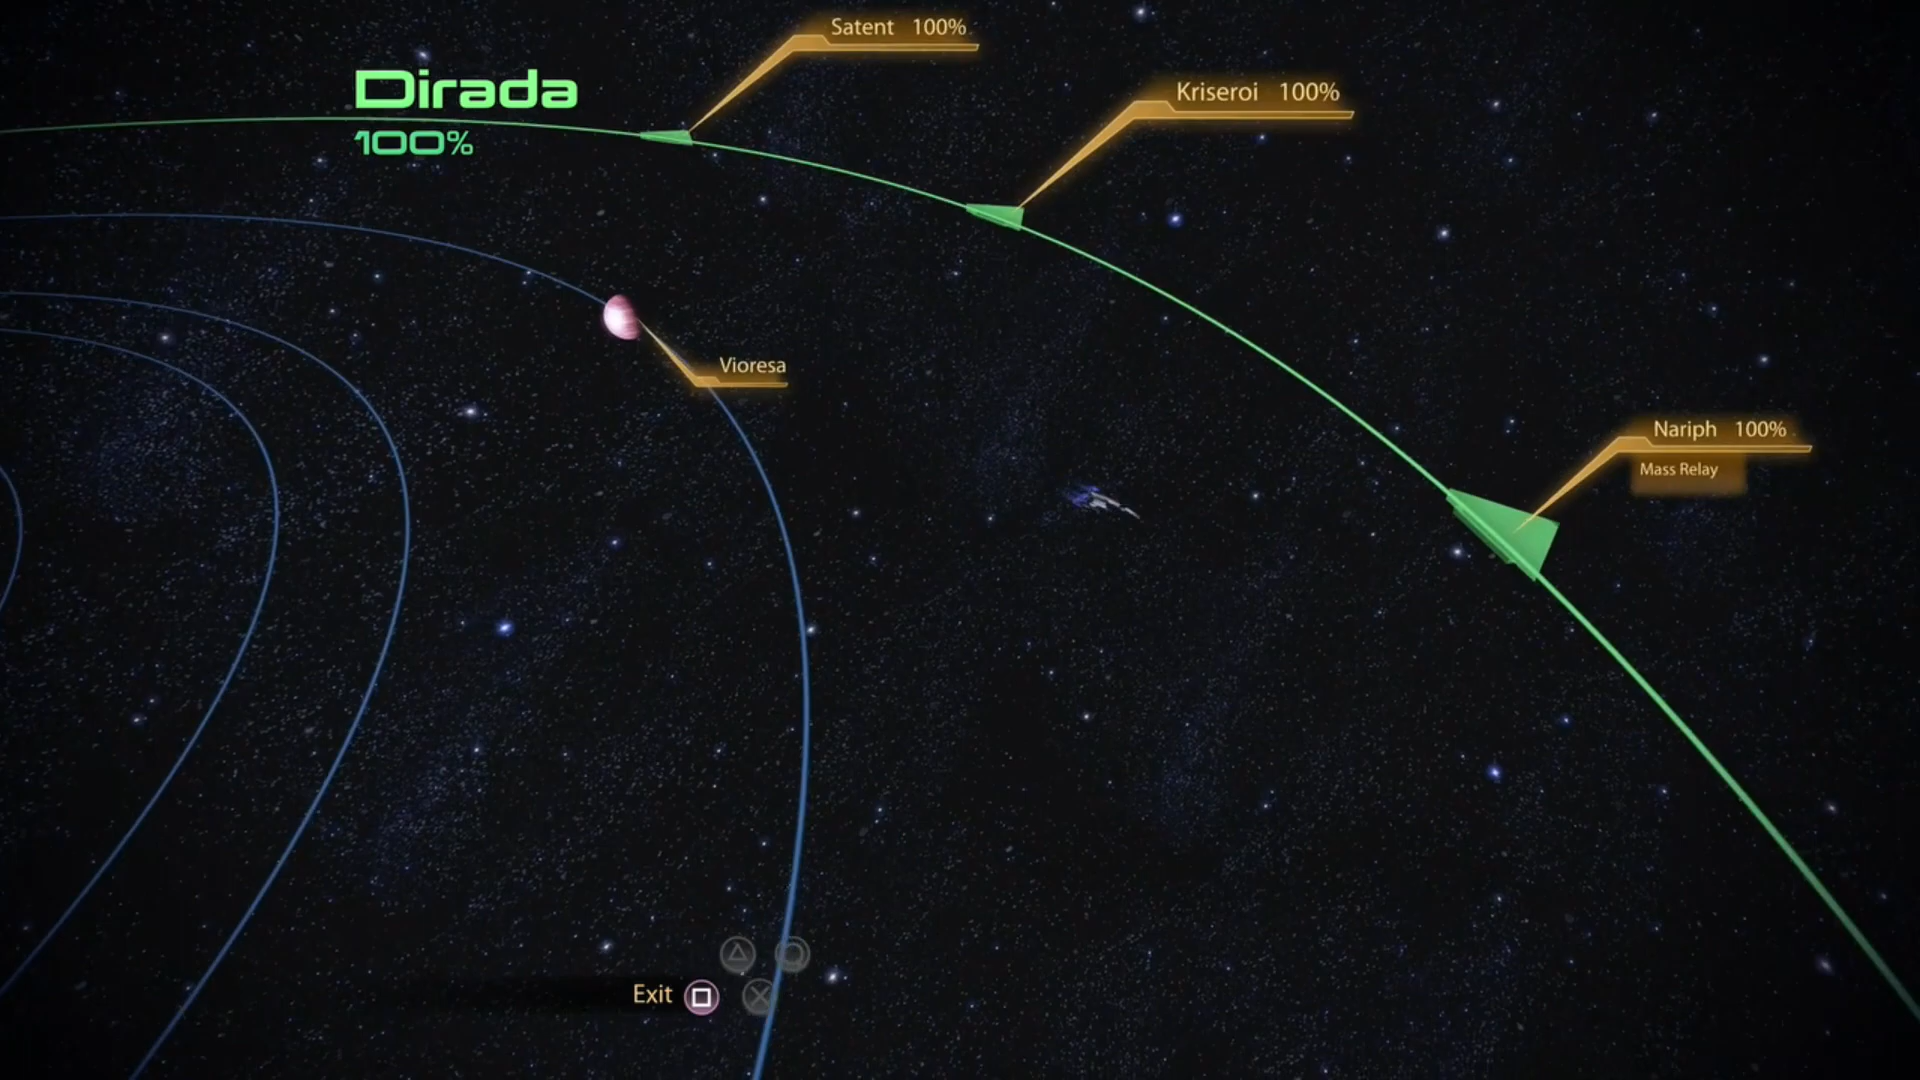 Satent 100%
Dirada
100%
Kriseroi 100%
Vioresa
Nariph 100%
Mass Relay
Exit